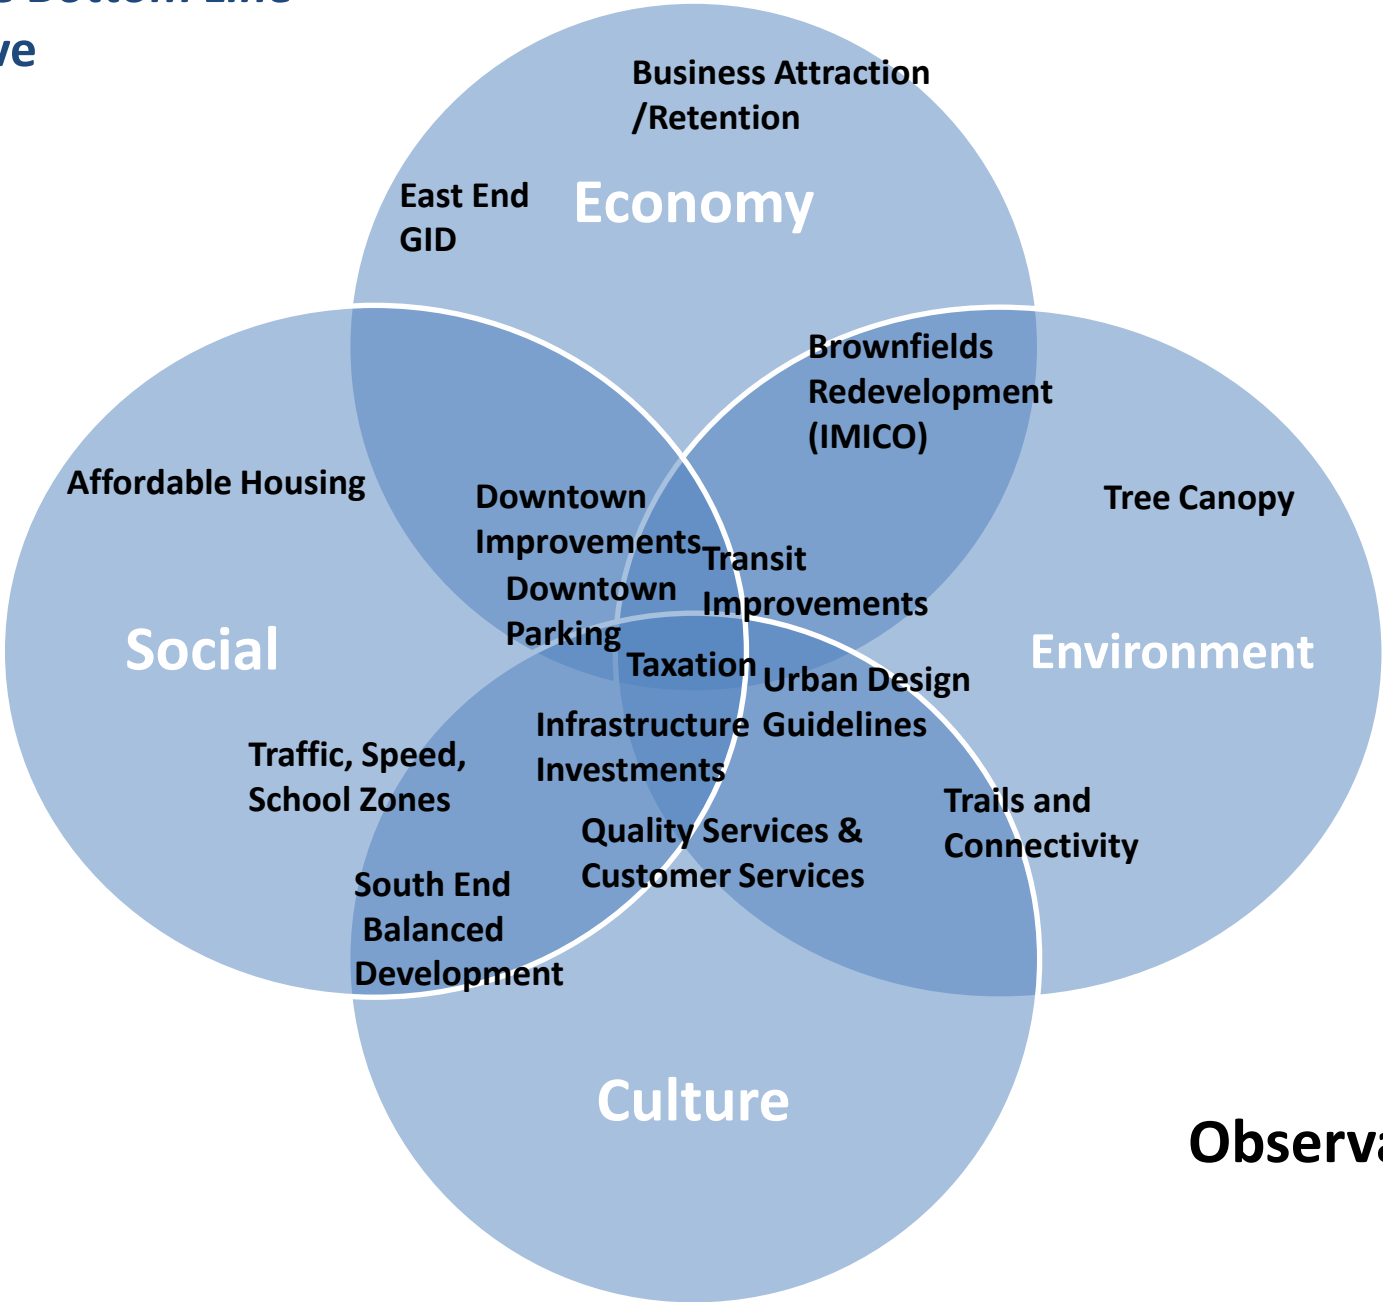 Bottom Line
Business Attraction
/Retention
East End
GID
Economy
Brownfields
Redevelopment
(IMICO)
Affordable Housing
Tree Canopy
Downtown
Improvements
Transit
Improvements
Downtown
Parking
Social
Environment
Taxation
Urban Design
Guidelines
Infrastructure
Investments
Traffic, Speed,
School Zones
Trails and
Connectivity
Quality Services &
Customer Services
South End
Balanced
Development
Culture